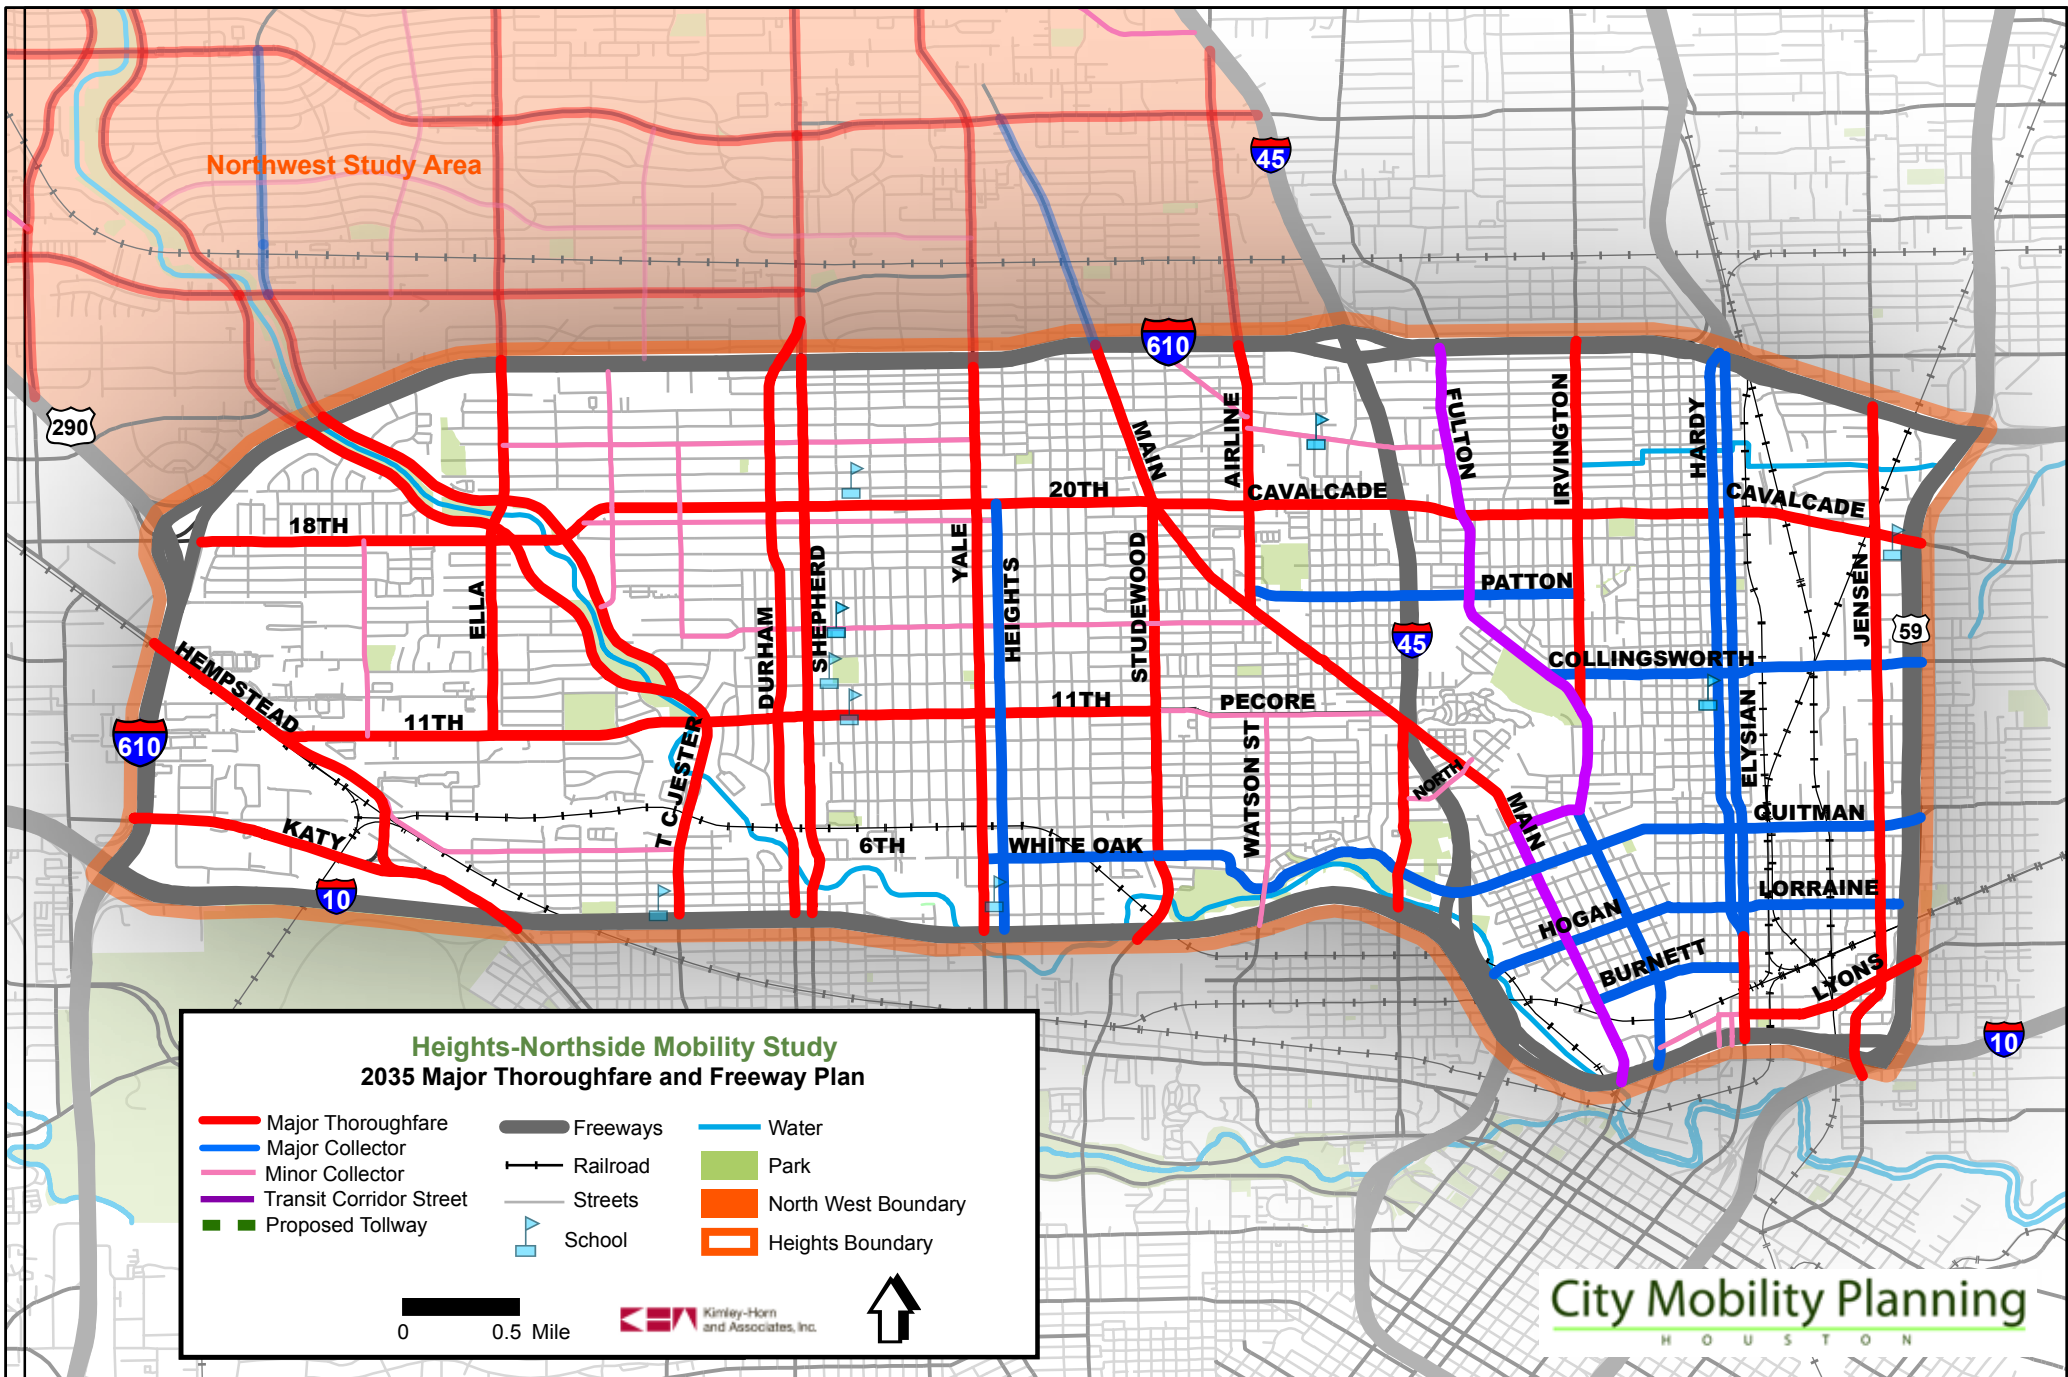 Northwest Study Area
45
610
290
FULTON
IRVINGTON
HARDY
MAIN
AIRLINE
20TH
CAVALCADE
CAVALCADE
18TH
ELLA
DURHAM
SHEPHERD
YALE
HEIGHTS
STUDEWOOD
PATTON
JENSEN
59
45
COLLINGSWORTH
HEMPSTEAD
11TH
11TH
PECORE
WATSON ST
ELYSIAN
610
T C JESTER
NORTH
MAIN
QUITMAN
KATY
6TH
WHITE OAK
10
LORRAINE
HOGAN
BURNETT
LYONS
10
Heights-Northside Mobility Study
2035 Major Thoroughfare and Freeway Plan
Major Thoroughfare
Major Collector
Minor Collector
Transit Corridor Street
Proposed Tollway
Freeways
Railroad
Streets
School
Water
Park
North West Boundary
Heights Boundary
0 0.5 Mile
Kimley-Horn
and Associates, Inc.
City Mobility Planning
HOUSTON